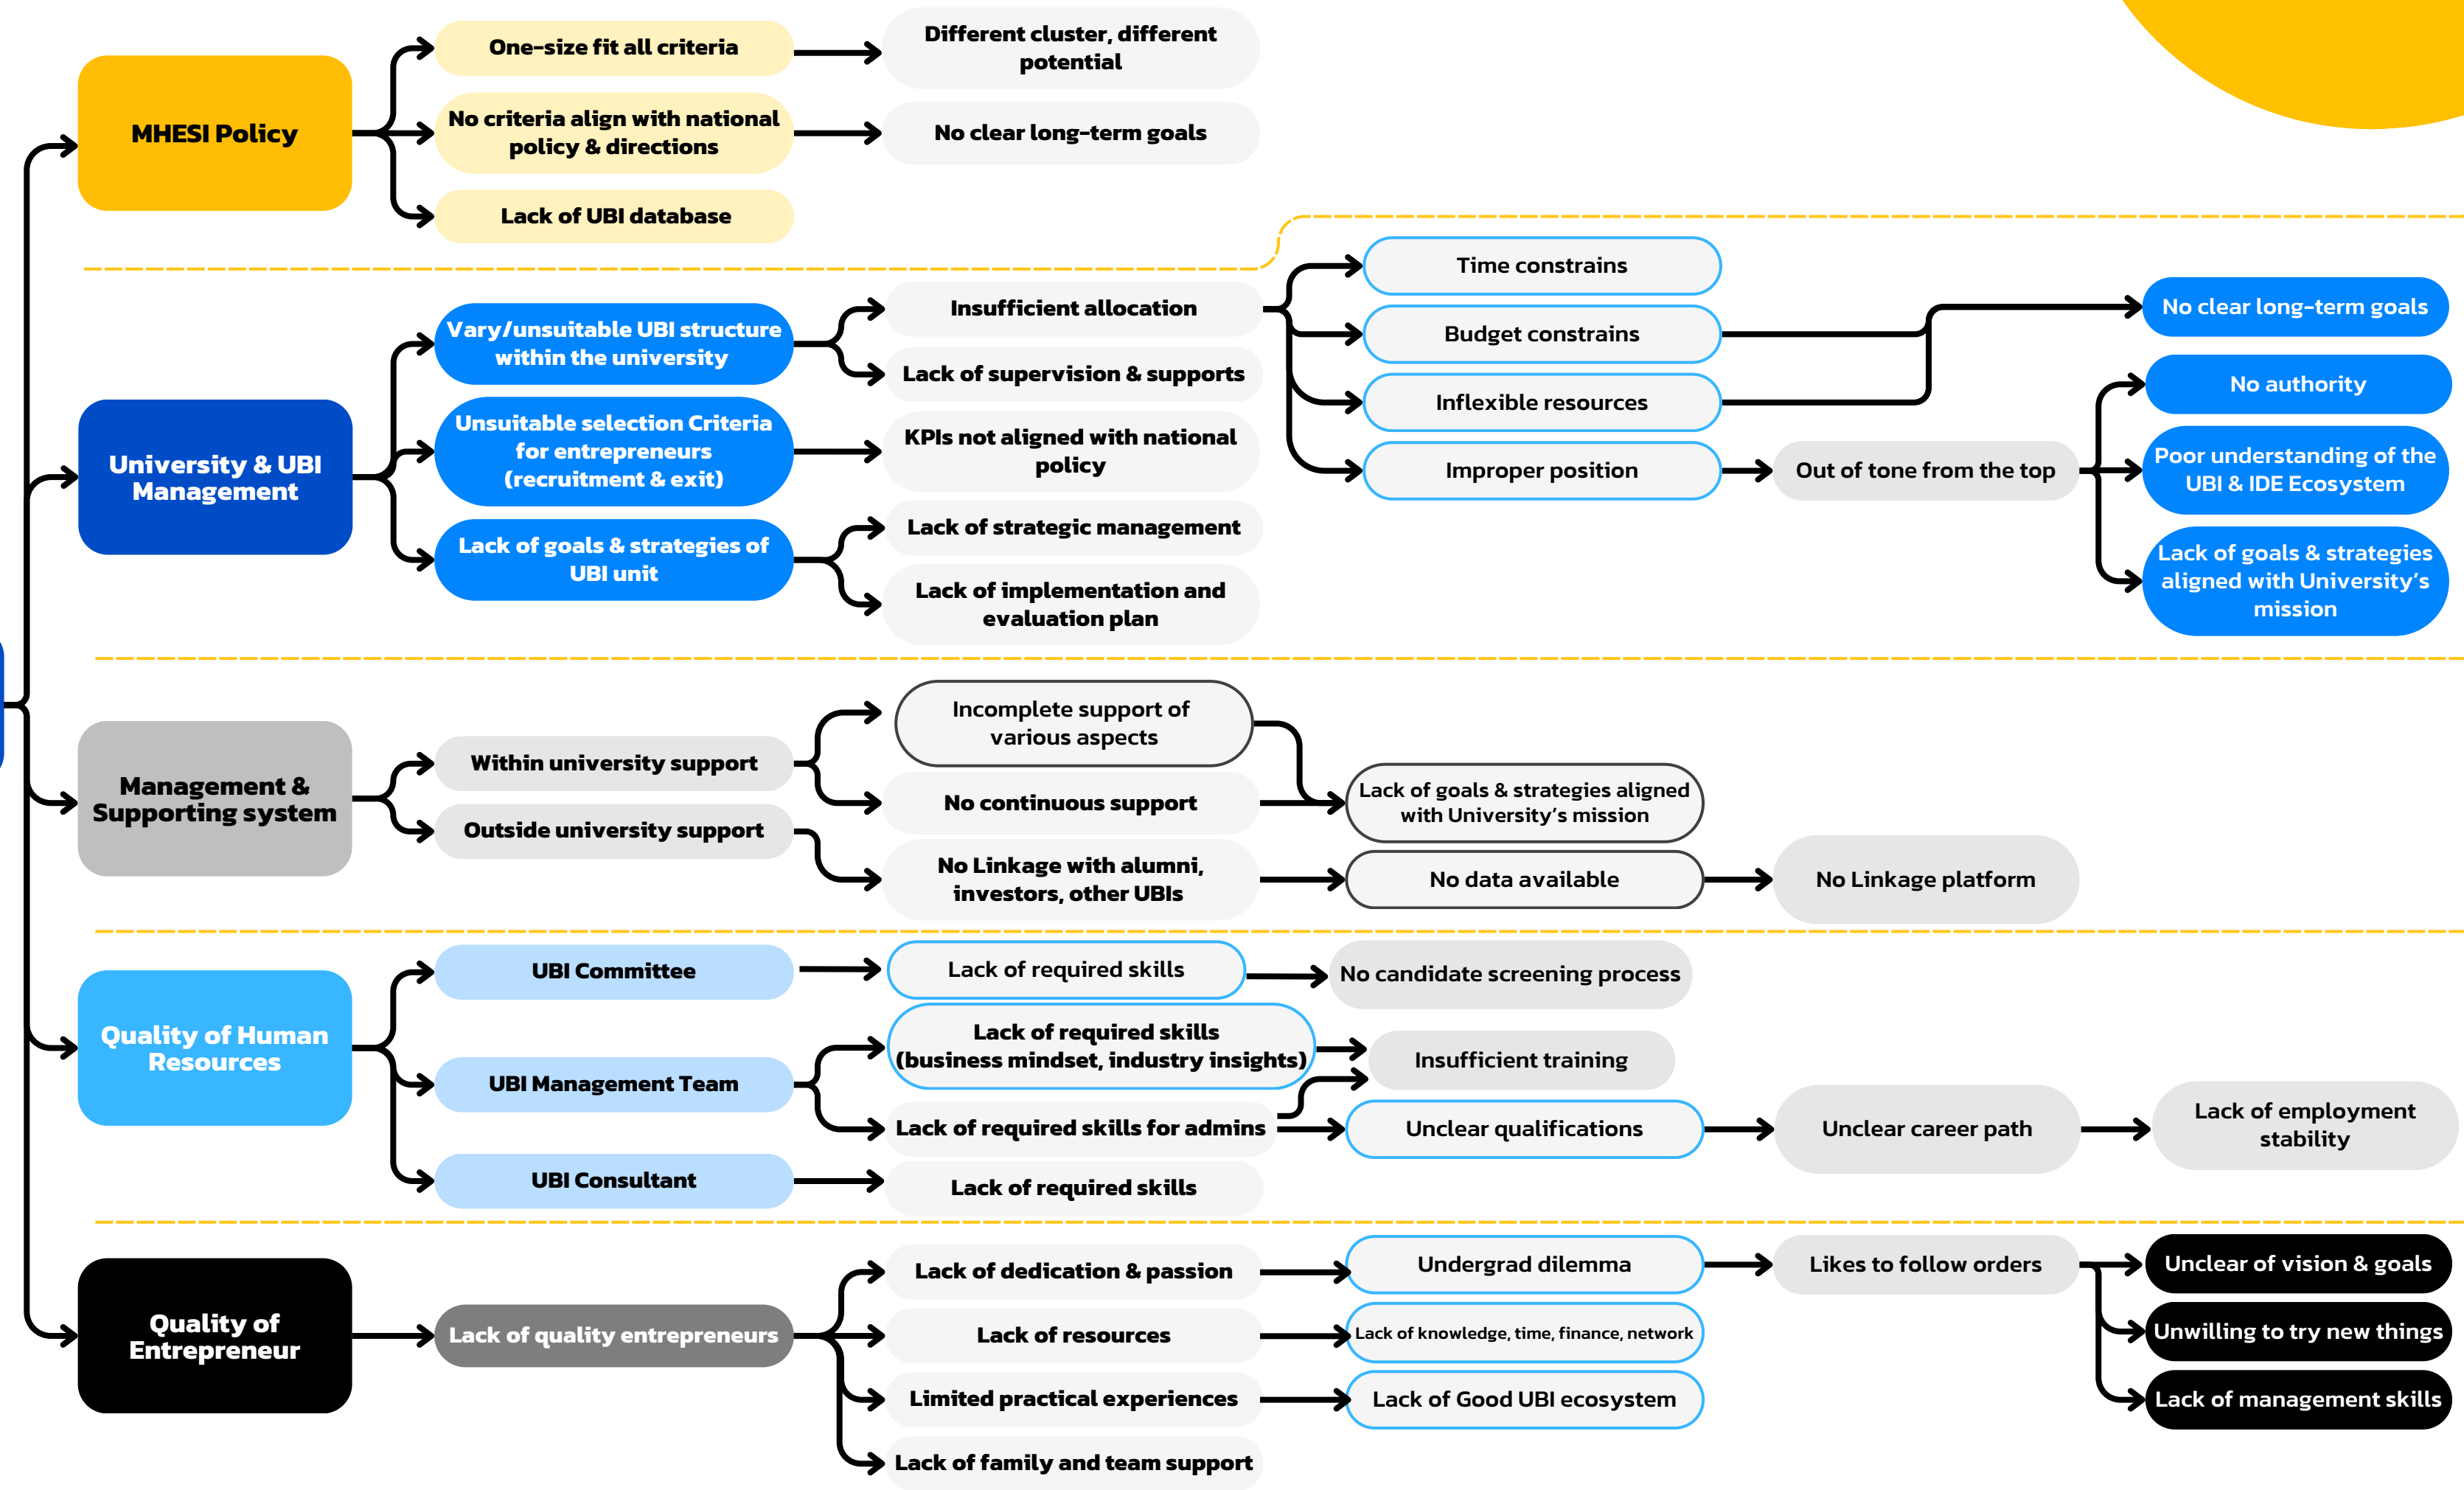 MHESI Policy
One-size fit all criteria
Different cluster, different
potential
No criteria align with national
policy & directions
No clear long-term goals
Lack of UBI database
University & UBI
Management
Vary/unsuitable UBI structure
within the university
Insufficient allocation
Lack of supervision & supports
Time constrains
Budget constrains
Inflexible resources
Improper position
No clear long-term goals
Out of tone from the top
No authority
Poor understanding of the
UBI & IDE Ecosystem
Lack of goals & strategies
aligned with University's
mission
Unsuitable selection Criteria
for entrepreneurs
(recruitment & exit)
KPIs not aligned with national
policy
Lack of goals & strategies of
UBI unit
Lack of strategic management
Lack of implementation and
evaluation plan
Management &
Supporting system
Within university support
Incomplete support of
various aspects
No continuous support
Lack of goals & strategies aligned
with University's mission
Outside university support
No Linkage with alumni,
investors, other UBIs
No data available
No Linkage platform
Quality of Human
Resources
UBI Committee
Lack of required skills
No candidate screening process
UBI Management Team
Lack of required skills
(business mindset, industry insights)
Insufficient training
Lack of required skills for admins
Unclear qualifications
Unclear career path
Lack of employment
stability
UBI Consultant
Lack of required skills
Quality of
Entrepreneur
Lack of quality entrepreneurs
Lack of dedication & passion
Undergrad dilemma
Likes to follow orders
Unclear of vision & goals
Unwilling to try new things
Lack of management skills
Lack of resources
Lack of knowledge, time, finance, network
Limited practical experiences
Lack of Good UBI ecosystem
Lack of family and team support